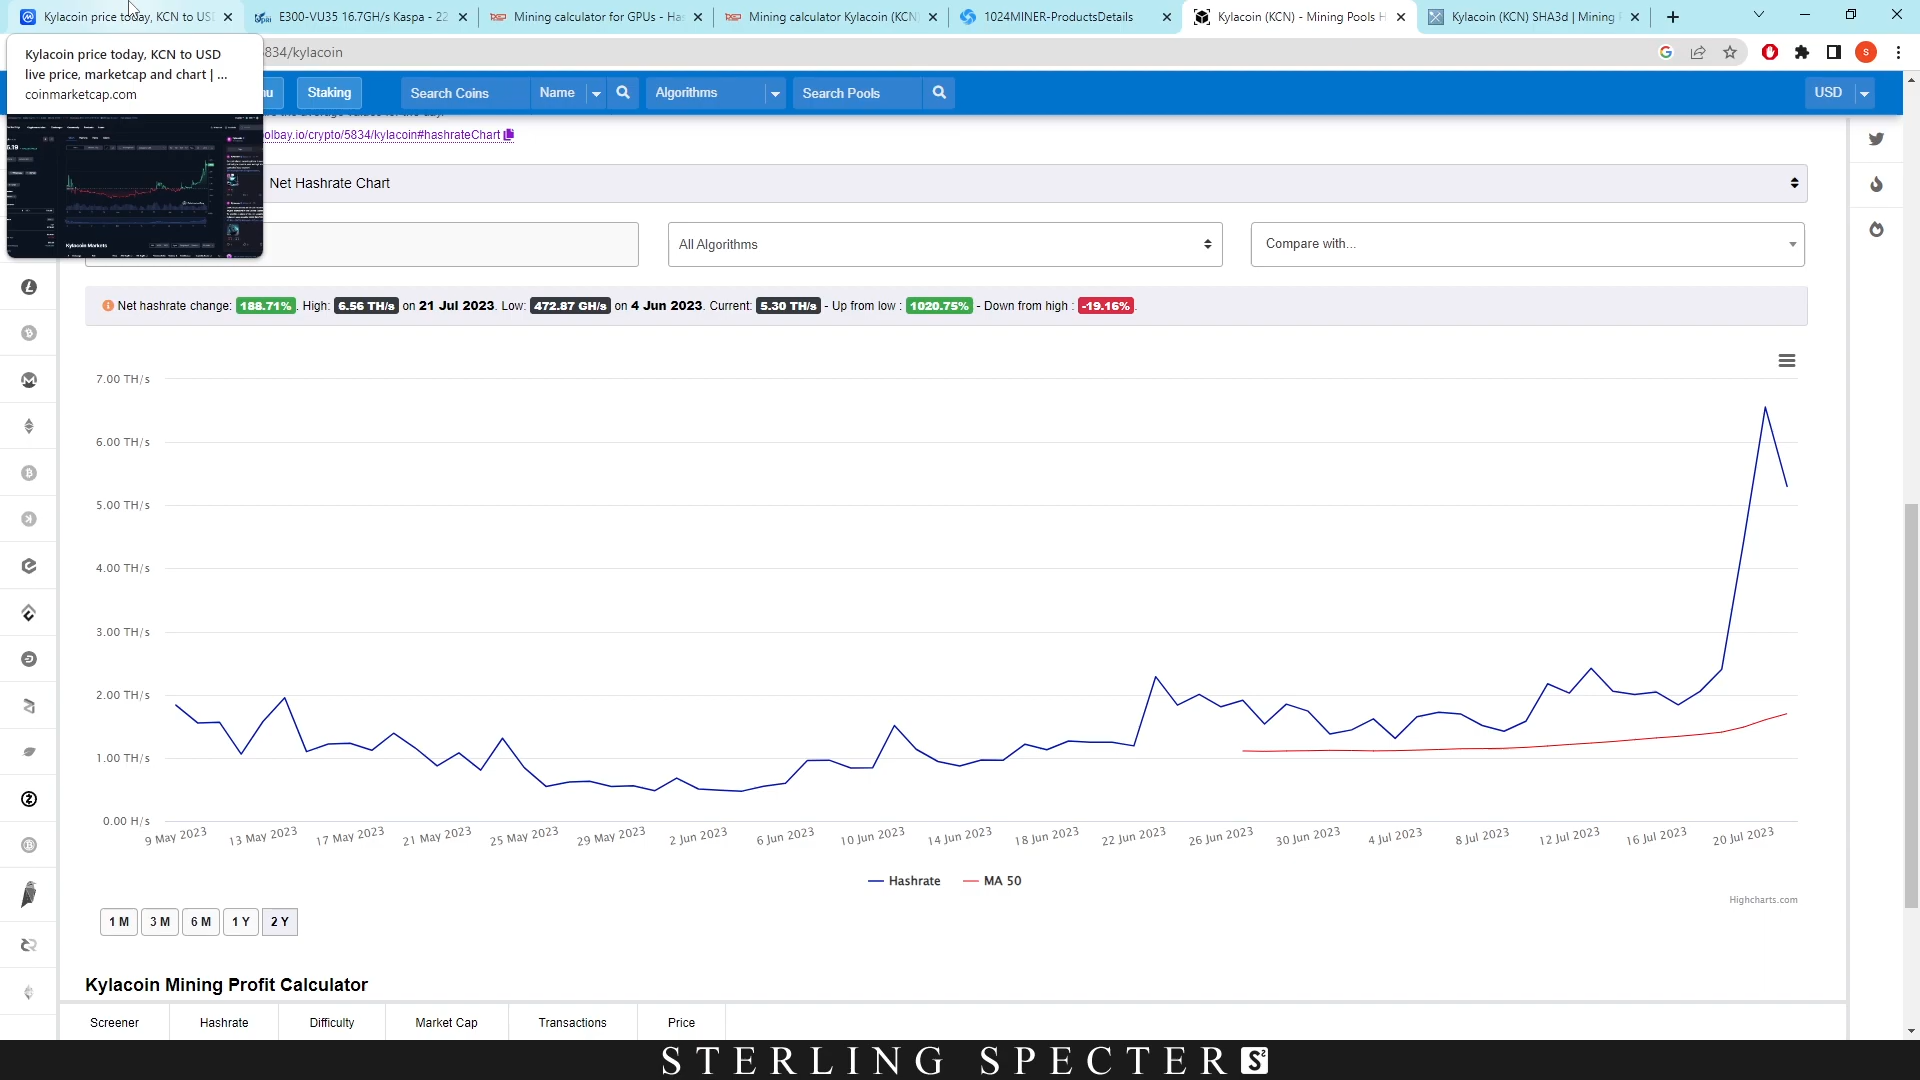 Kylacoin price today, KCN to US
E300-VU35 16.7GH/s Kaspa - 22
Mining calculator for GPUs - Ha
Mining calculator Kylacoin (KCN)
1024MINER-ProductsDetails
Kylacoin (KCN) - Mining Pools H
Kylacoin (KCN) SHA3d | Mining
834/kylacoin
Kylacoin price today, KCN to USD
live price, marketcap and chart | ...
coinmarketcap.com
nu
Staking
Search Coins
Name
Algorithms
Search Pools
USD
olbay.io/crypto/5834/kylacoin#hashrateChart
Net Hashrate Chart
Kylacoin Markets
All Algorithms
Compare with...
Net hashrate change: 188.71%. High: 6.56 TH/s on 21 Jul 2023. Low: 472.87 GH/s on 4 Jun 2023. Current: 5.30 TH/s - Up from low : 1020.75% - Down from high : -19.16%.
7.00 TH/s
6.00 TH/s
5.00 TH/s
4.00 TH/s
3.00 TH/s
2.00 TH/s
1.00 TH/s
0.00 H/s
9 May 2023
13 May 2023
17 May 2023
21 May 2023
25 May 2023
29 May 2023
2 Jun 2023
6 Jun 2023
10 Jun 2023
14 Jun 2023
18 Jun 2023
22 Jun 2023
26 Jun 2023
30 Jun 2023
4 Jul 2023
8 Jul 2023
12 Jul 2023
16 Jul 2023
20 Jul 2023
Hashrate
MA 50
Highcharts.com
1 M
3 M
6 M
1 Y
2 Y
Kylacoin Mining Profit Calculator
Screener
Hashrate
Difficulty
Market Cap
Transactions
Price
STERLING SPECTER